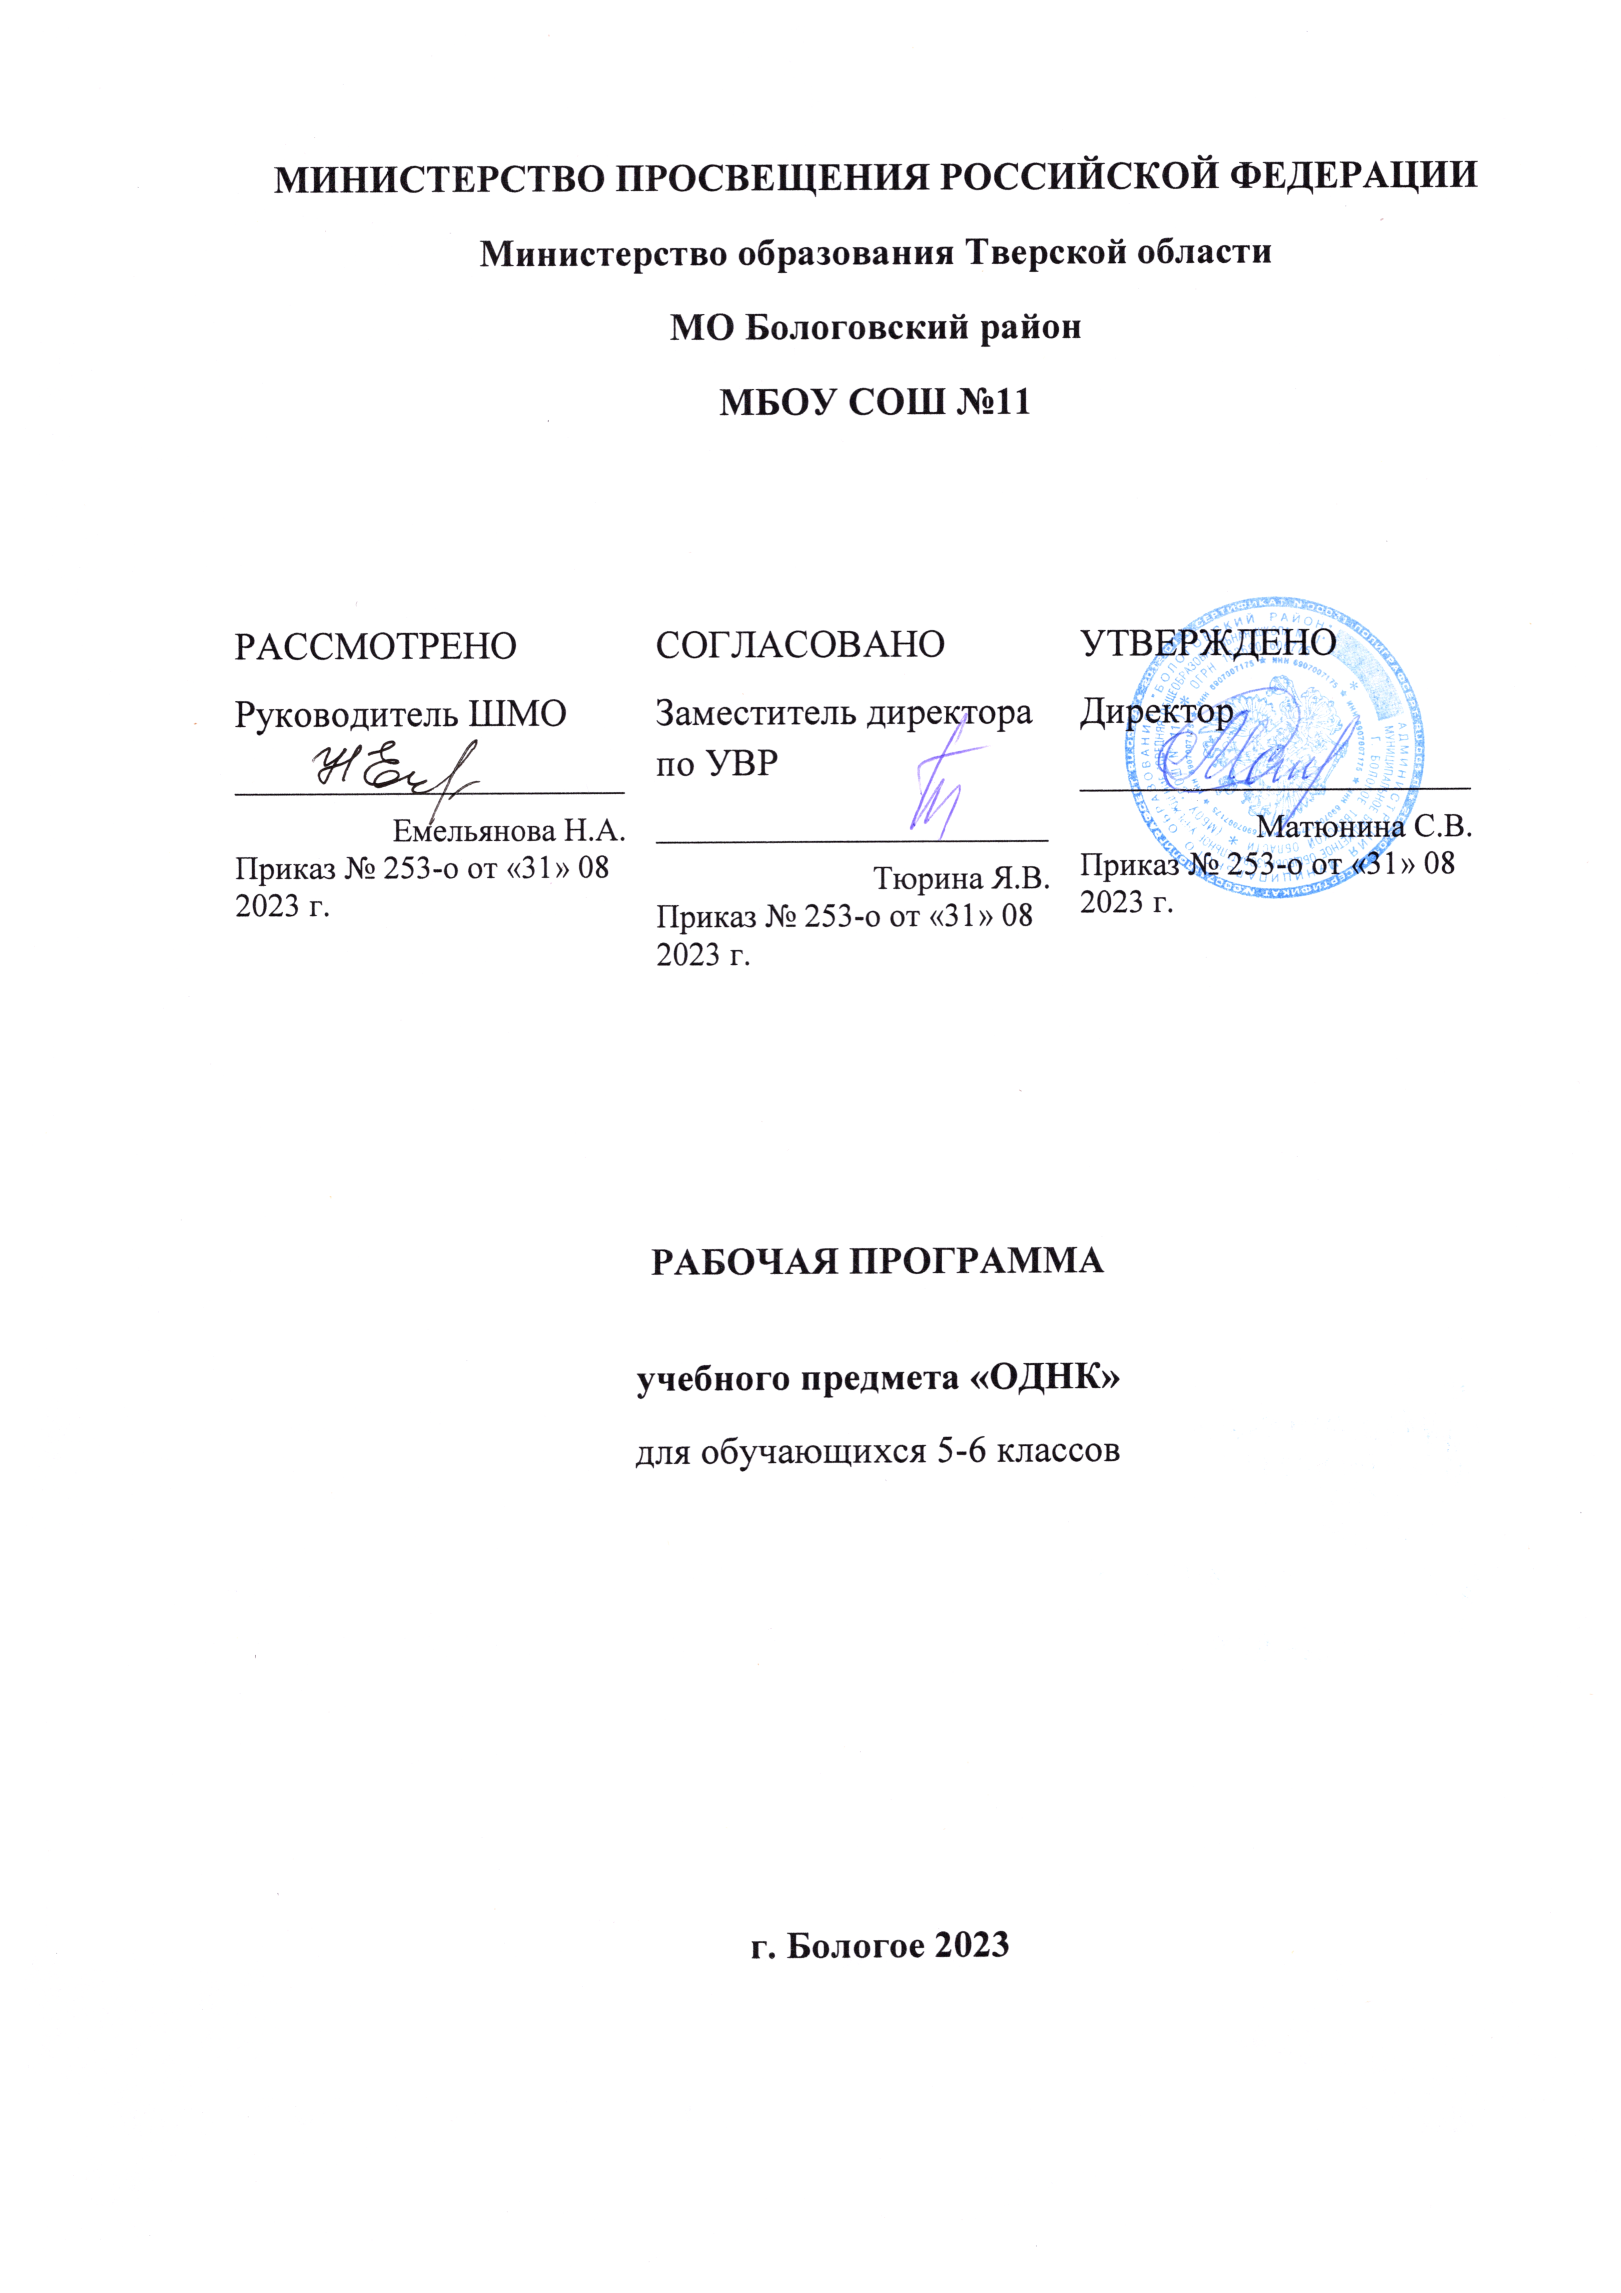 МИНИСТЕРСТВО ПРОСВЕЩЕНИЯ РОССИЙСКОЙ ФЕДЕРАЦИИ
Министерство образования Тверской области
МО Бологовский район
МБОУ СОШ №11
РАССМОТРЕНО
Руководитель ШМО
Емельянова Н.А.
Приказ № 253-о от «31» 08
2023 г.
СОГЛАСОВАНО
Заместитель директора
по УВР
Тюрина Я.В.
Приказ № 253-о от «31» 08
2023 г.
УТВЕРЖДЕНО
Директор
Матюнина С.В.
Приказ № 253-о от «31» 08
2023 г.
РАБОЧАЯ ПРОГРАММА
учебного предмета «ОДНК»
для обучающихся 5-6 классов
г. Бологое 2023